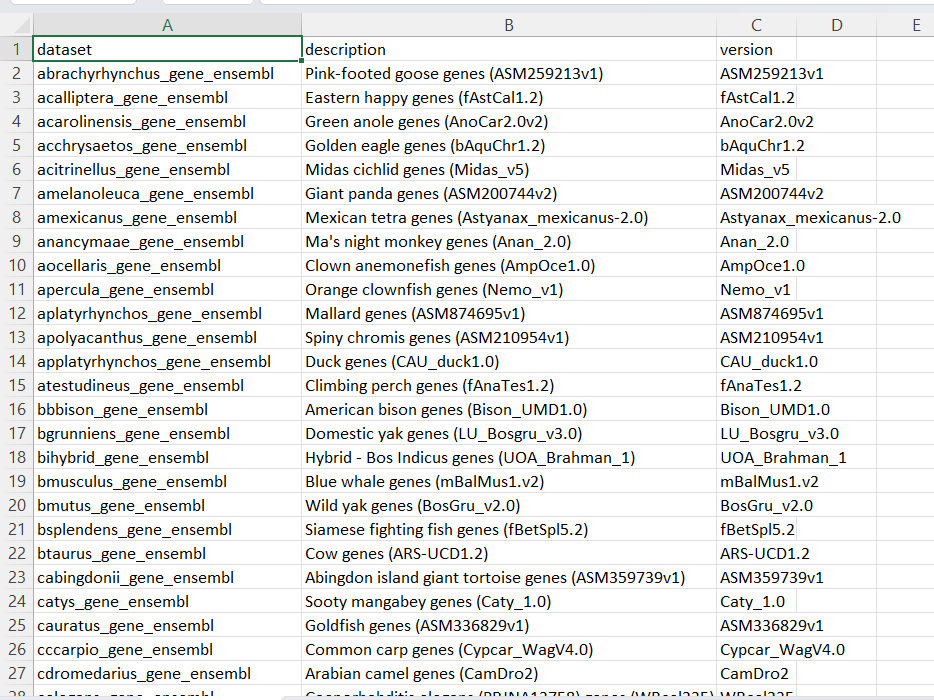 A B C D E
1 dataset description version
2 abrachyrhynchus_gene_ensembl Pink-footed goose genes (ASM259213v1) ASM259213v1
3 acalliptera_gene_ensembl Eastern happy genes (fAstCal1.2) fAstCal1.2
4 acarolinensis_gene_ensembl Green anole genes (AnoCar2.0v2) AnoCar2.0v2
5 acchrysaetos_gene_ensembl Golden eagle genes (bAquChr1.2) bAquChr1.2
6 acitrinellus_gene_ensembl Midas cichlid genes (Midas_v5) Midas_v5
7 amelanoleuca_gene_ensembl Giant panda genes (ASM200744v2) ASM200744v2
8 amexicanus_gene_ensembl Mexican tetra genes (Astyanax_mexicanus-2.0) Astyanax_mexicanus-2.0
9 anancymaae_gene_ensembl Ma's night monkey genes (Anan_2.0) Anan_2.0
10 aocellaris_gene_ensembl Clown anemonefish genes (AmpOce1.0) AmpOce1.0
11 apercula_gene_ensembl Orange clownfish genes (Nemo_v1) Nemo_v1
12 aplatyrhynchos_gene_ensembl Mallard genes (ASM874695v1) ASM874695v1
13 apolyacanthus_gene_ensembl Spiny chromis genes (ASM210954v1) ASM210954v1
14 applatyrhynchos_gene_ensembl Duck genes (CAU_duck1.0) CAU_duck1.0
15 atestudineus_gene_ensembl Climbing perch genes (fAnaTes1.2) fAnaTes1.2
16 bbbison_gene_ensembl American bison genes (Bison_UMD1.0) Bison_UMD1.0
17 bgrunniens_gene_ensembl Domestic yak genes (LU_Bosgru_v3.0) LU_Bosgru_v3.0
18 bihybrid_gene_ensembl Hybrid - Bos Indicus genes (UOA_Brahman_1) UOA_Brahman_1
19 bmusculus_gene_ensembl Blue whale genes (mBalMus1.v2) mBalMus1.v2
20 bmutus_gene_ensembl Wild yak genes (BosGru_v2.0) BosGru_v2.0
21 bsplendens_gene_ensembl Siamese fighting fish genes (fBetSpl5.2) fBetSpl5.2
22 btaurus_gene_ensembl Cow genes (ARS-UCD1.2) ARS-UCD1.2
23 cabingdonii_gene_ensembl Abingdon island giant tortoise genes (ASM359739v1) ASM359739v1
24 catys_gene_ensembl Sooty mangabey genes (Caty_1.0) Caty_1.0
25 cauratus_gene_ensembl Goldfish genes (ASM336829v1) ASM336829v1
26 cccarpio_gene_ensembl Common carp genes (Cypcar_WagV4.0) Cypcar_WagV4.0
27 cdromedarius_gene_ensembl Arabian camel genes (CamDro2) CamDro2